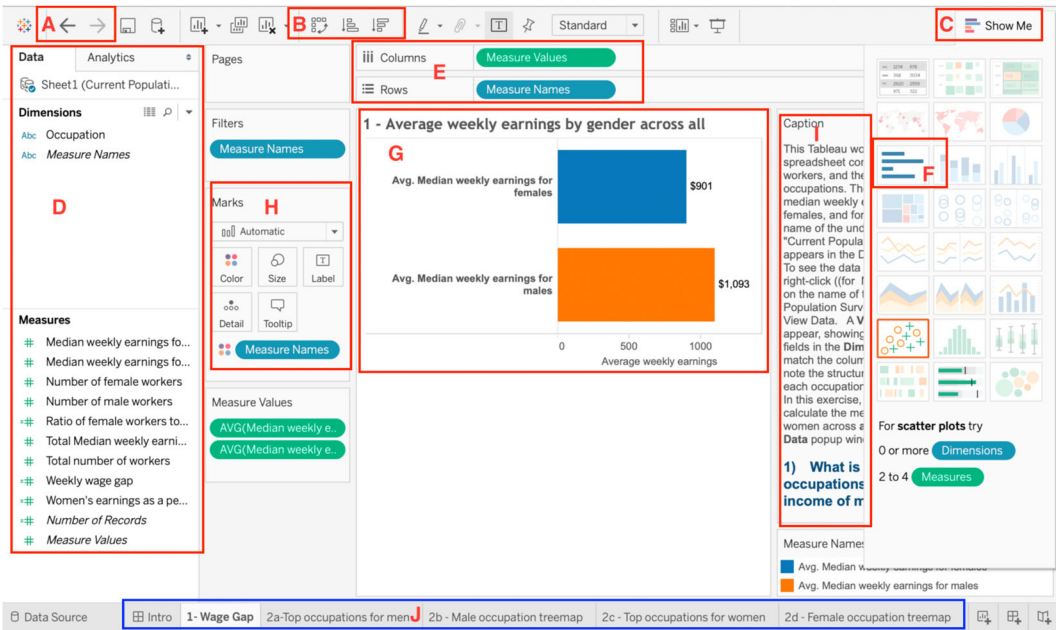 A
B
Standard
C
Show Me
Data
Analytics
Pages
iii Columns
Measure Values
E
Rows
Measure Names
Sheet1 (Current Populati...
Dimensions
Abc Occupation
Abc Measure Names
D
Filters
Measure Names
Marks
H
Automatic
Color
Size
T
Label
Detail
Tooltip
Measure Names
Measures
# Median weekly earnings fo...
# Median weekly earnings fo...
# Number of female workers
# Number of male workers
=# Ratio of female workers to...
# Total Median weekly earni...
# Total number of workers
=# Weekly wage gap
=# Women's earnings as a pe...
=# Number of Records
# Measure Values
Measure Values
AVG(Median weekly e..
AVG(Median weekly e..
1 - Average weekly earnings by gender across all
G
Avg. Median weekly earnings for
females
$901
Avg. Median weekly earnings for
males
$1,093
0
500
1000
Average weekly earnings
Caption
I
This Tableau wo
spreadsheet cor
workers, and the
occupations. Th
median weekly e
females, and for
name of the und
"Current Popula
appears in the D
To see the data
right-click ((for
on the name of t
Population Surv
View Data. A V
appear, showing
fields in the Dim
match the colum
note the structur
each occupation
In this exercise,
calculate the me
women across a
Data popup win
1) What is
occupations
income of m
Measure Name
Avg. Median weekly earnings for females
Avg. Median weekly earnings for males
F
For scatter plots try
0 or more Dimensions
2 to 4 Measures
Data Source
Intro
1- Wage Gap
2a-Top occupations for men
J
2b - Male occupation treemap
2c - Top occupations for women
2d - Female occupation treemap